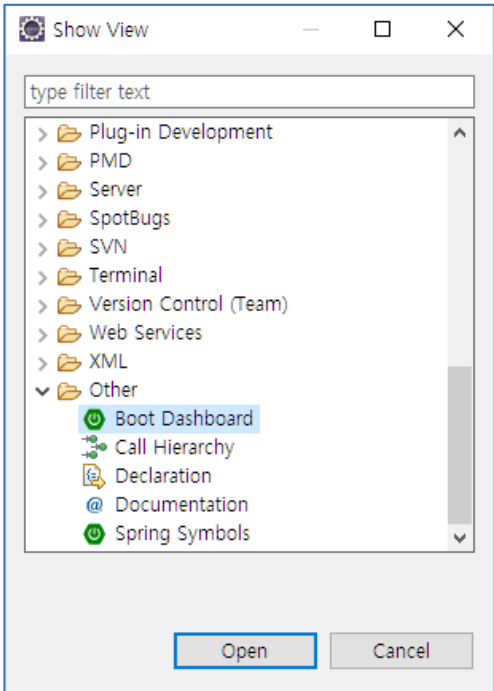 Show View
type filter text
Plug-in Development
PMD
Server
SpotBugs
SVN
Terminal
Version Control (Team)
Web Services
XML
Other
Boot Dashboard
Call Hierarchy
Declaration
@ Documentation
Spring Symbols
Open Cancel